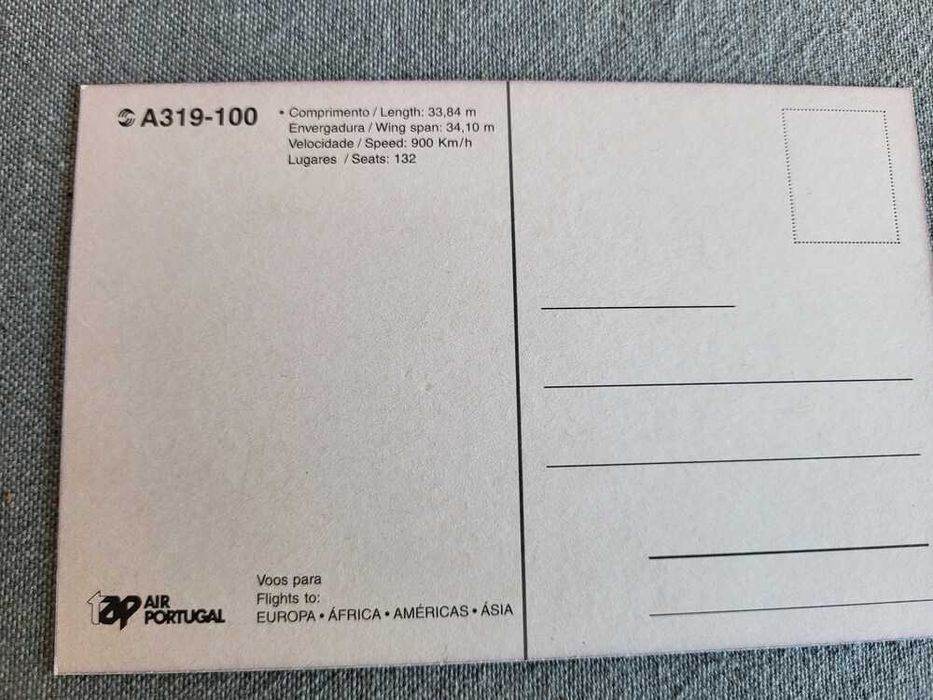 A319-100
• Comprimento / Length: 33,84 m
Envergadura / Wing span: 34,10 m
Velocidade / Speed: 900 Km/h
Lugares / Seats: 132
TAP AIR
PORTUGAL
Voos para
Flights to:
EUROPA • ÁFRICA • AMÉRICAS • ÁSIA